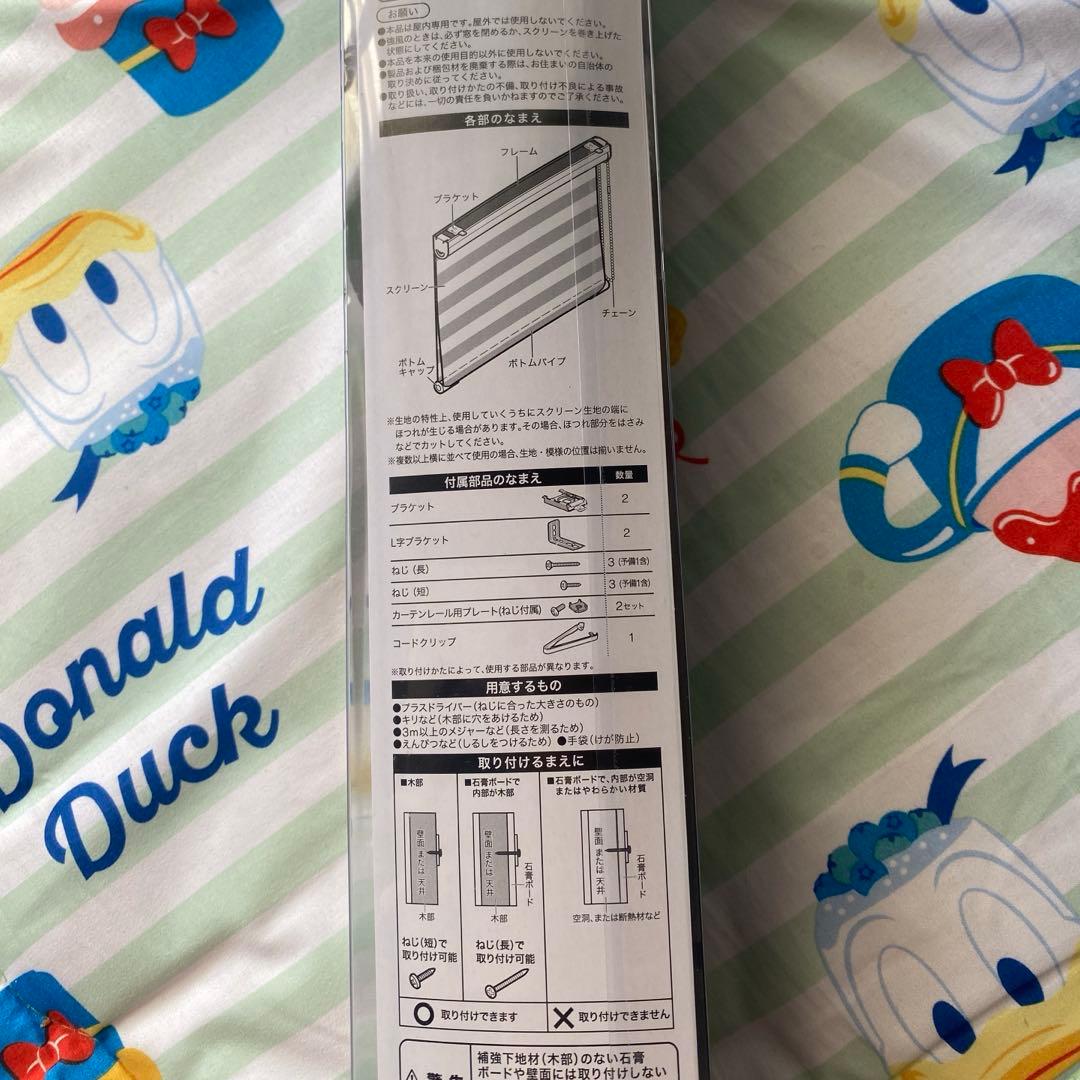 お願い
●本品は屋内専用です。屋外では使用しないでください。
●強風のときは、必ず窓を閉めるか、スクリーンを巻き上げた
状態にしてください。
●本品を本来の使用目的以外に使用しないでください。
●製品および梱包材を廃棄する際は、お住まいの自治体の
取り決めに従ってください。
●取り扱い、取り付けかたの不備、取り付け不良による事故
などには、一切の責任を負いかねますのでご了承ください。
各部のなまえ
フレーム
ブラケット
スクリーン
チェーン
ボトム
キャップ
ボトムパイプ
※生地の特性上、使用していくうちにスクリーン生地の端に
ほつれが生じる場合があります。その場合、ほつれ部分をはさみ
などでカットしてください。
※複数以上横に並べて使用の場合、生地・模様の位置は揃いません。
付属部品のなまえ 数量
ブラケット 2
L字ブラケット 2
ねじ（長） 3（予備1含）
ねじ（短） 3（予備1含）
カーテンレール用プレート(ねじ付属) 2セット
コードクリップ 1
※取り付けかたによって、使用する部品が異なります。
用意するもの
●プラスドライバー（ねじに合った大きさのもの）
●キリなど（木部に穴をあけるため）
●3m以上のメジャーなど（長さを測るため）
●えんぴつなど（しるしをつけるため） ●手袋（けが防止）
取り付けるまえに
■木部
壁面または天井
木部
ねじ（短）で
取り付け可能
■石膏ボードで
内部が木部
壁面または天井
石膏ボード
木部
ねじ（長）で
取り付け可能
■石膏ボードで、内部が空洞
またはやわらかい材質
壁面または天井
石膏ボード
空洞、または断熱材など
○ 取り付けできます
× 取り付けできません
補強下地材（木部）のない石膏
ボードや壁面には取り付けしない
Donald
Duck